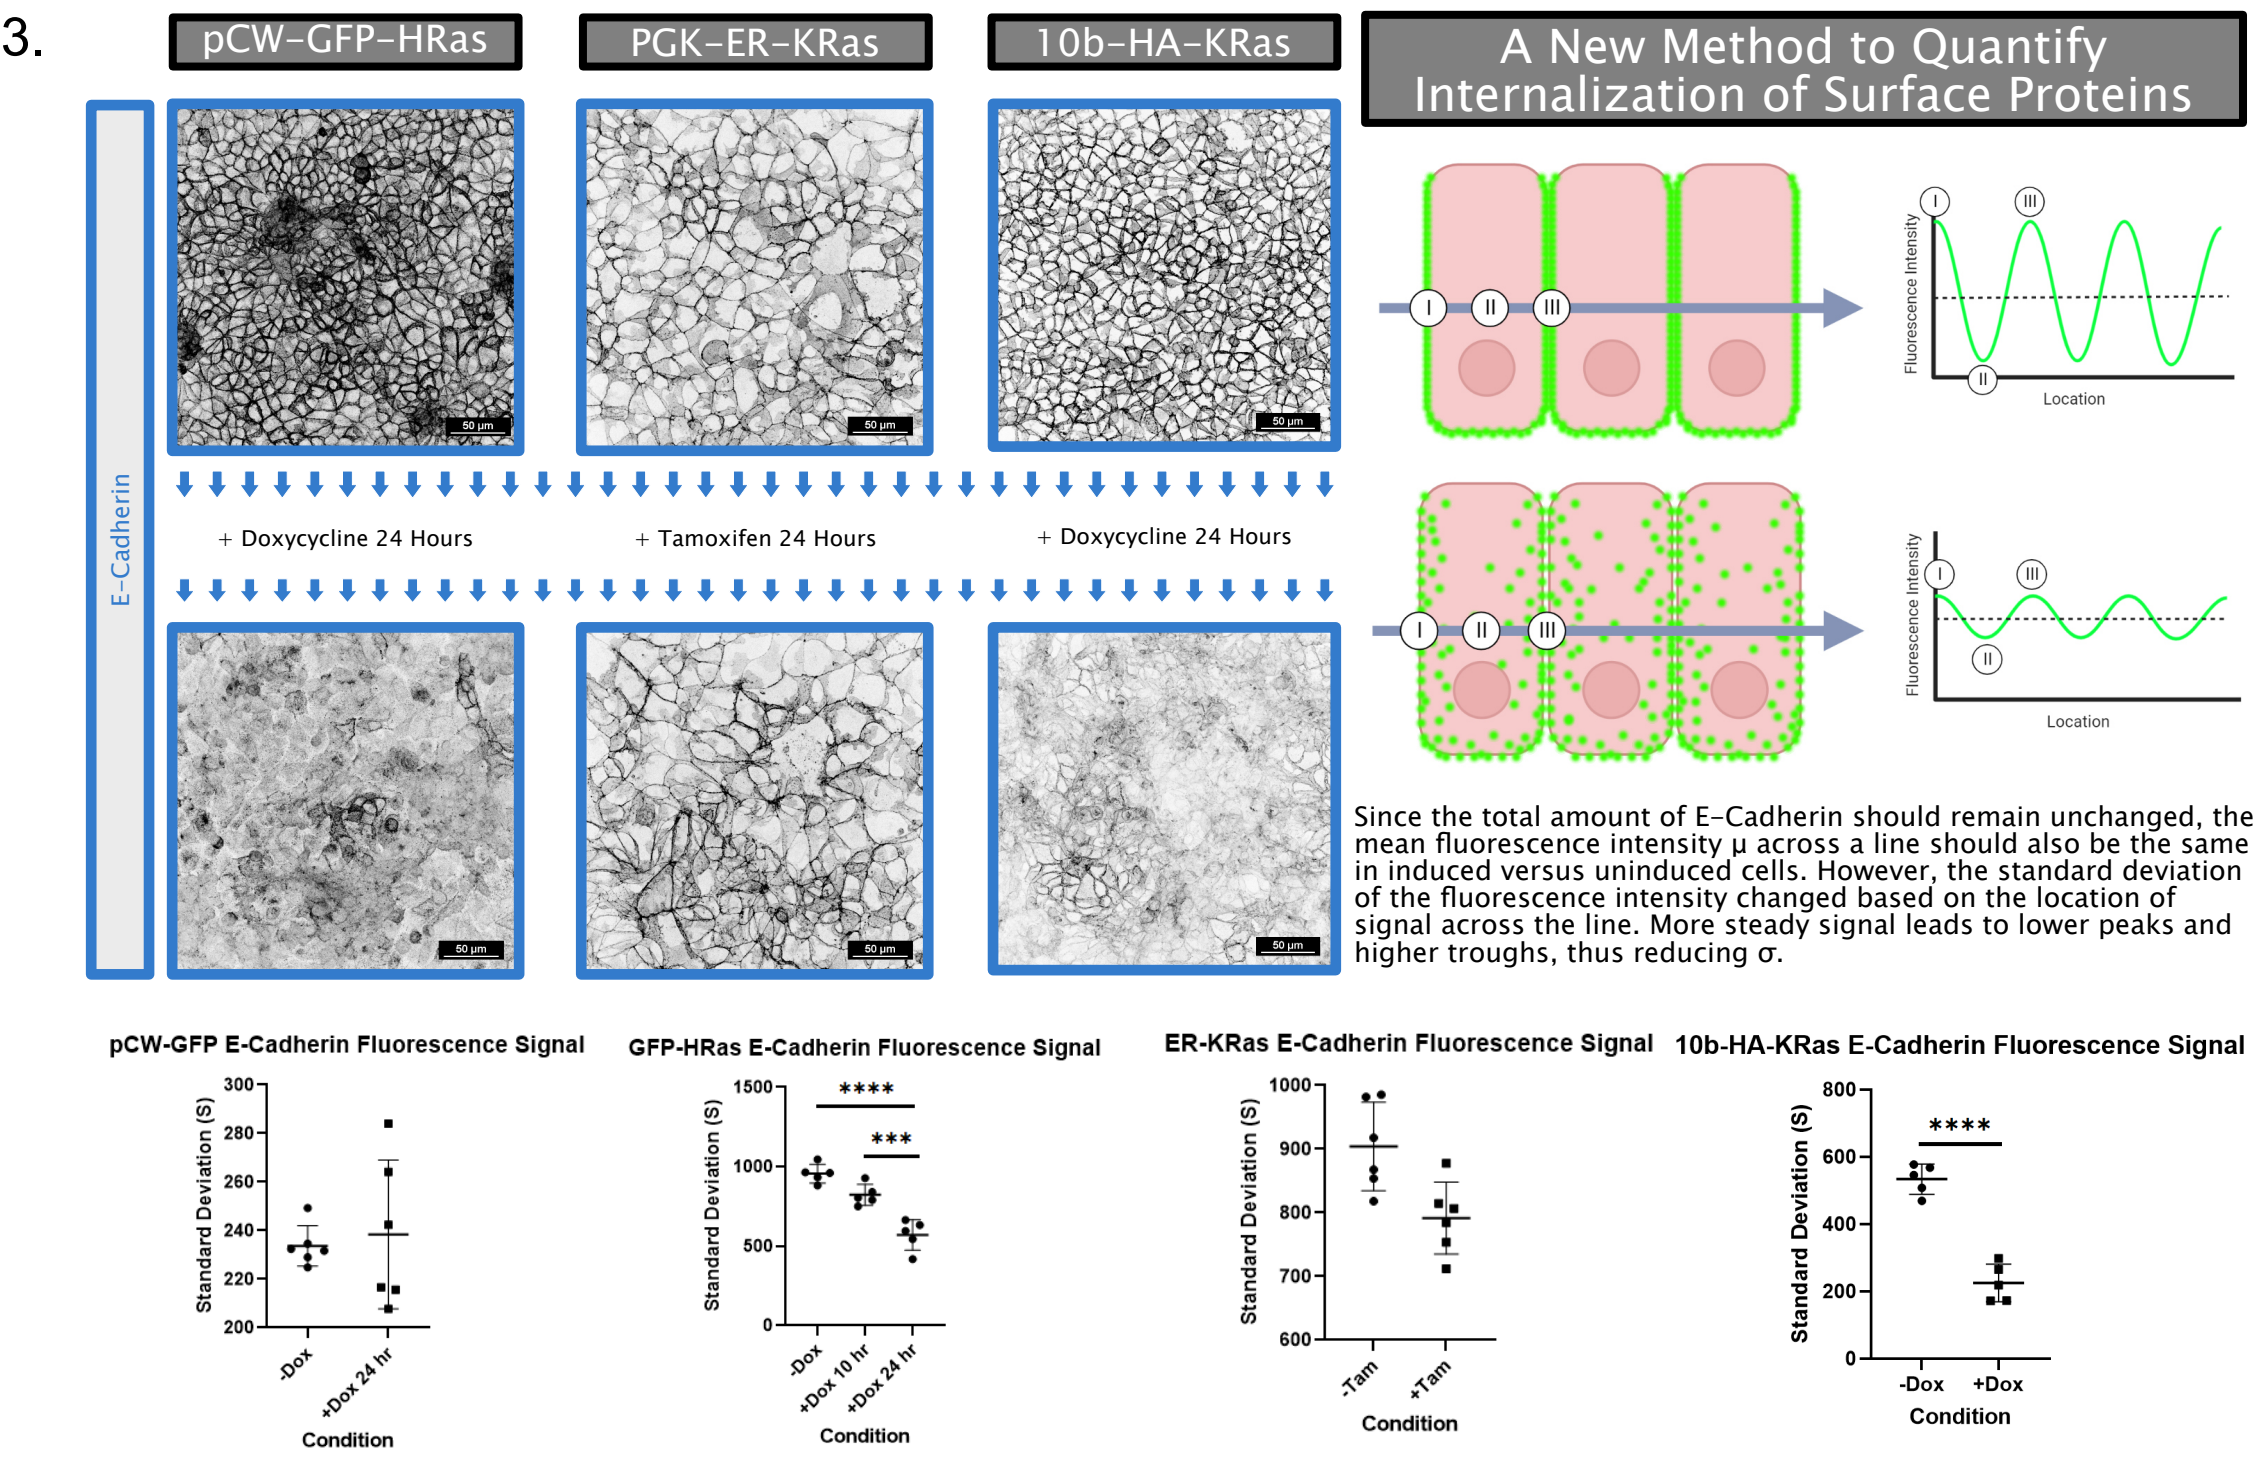 3.
pCW-GFP-HRas
PGK-ER-KRas
10b-HA-KRas
A New Method to Quantify
Internalization of Surface Proteins
E-Cadherin
50 µm
50 µm
50 µm
+ Doxycycline 24 Hours
+ Tamoxifen 24 Hours
+ Doxycycline 24 Hours
50 µm
50 µm
50 µm
I
II
III
Fluorescence Intensity
I
III
II
Location
I
II
III
Fluorescence Intensity
I
III
II
Location
Since the total amount of E-Cadherin should remain unchanged, the
mean fluorescence intensity µ across a line should also be the same
in induced versus uninduced cells. However, the standard deviation
of the fluorescence intensity changed based on the location of
signal across the line. More steady signal leads to lower peaks and
higher troughs, thus reducing σ.
pCW-GFP E-Cadherin Fluorescence Signal
Standard Deviation (S)
300
280
260
240
220
200
-Dox
+Dox 24 hr
Condition
GFP-HRas E-Cadherin Fluorescence Signal
Standard Deviation (S)
1500
1000
500
0
****
***
-Dox
+Dox 10 hr
+Dox 24 hr
Condition
ER-KRas E-Cadherin Fluorescence Signal
Standard Deviation (S)
1000
900
800
700
600
-Tam
+Tam
Condition
10b-HA-KRas E-Cadherin Fluorescence Signal
Standard Deviation (S)
800
600
400
200
0
****
-Dox
+Dox
Condition